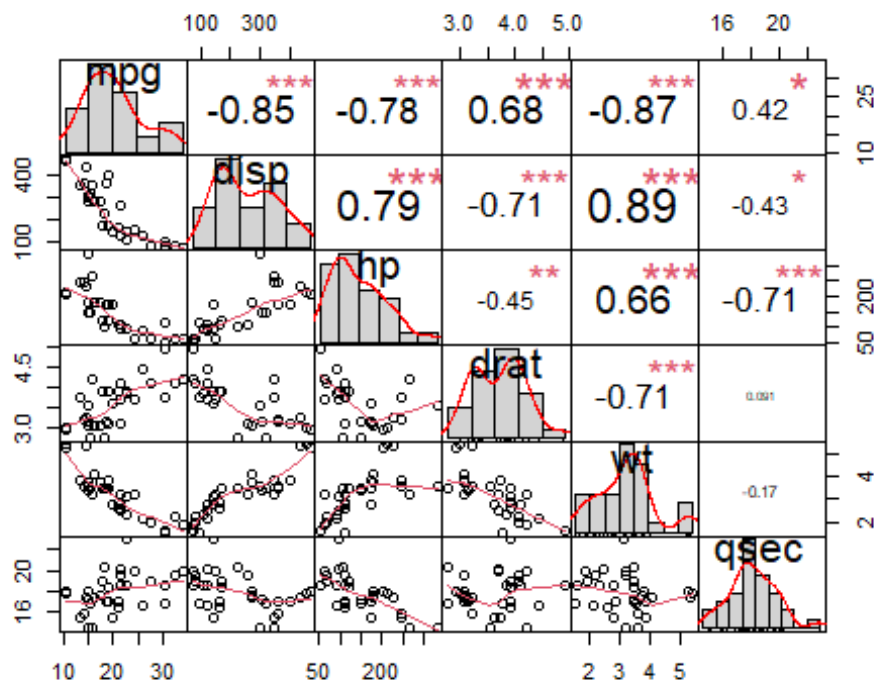 100 300 3.0 4.0 5.0 16 20
mpg -0.85 *** -0.78 *** 0.68 *** -0.87 *** 0.42 * 10 25
100 400 disp 0.79 *** -0.71 *** 0.89 *** -0.43 *
hp -0.45 ** 0.66 *** -0.71 *** 50 200
3.0 4.5 drat -0.71 *** 0.091
wt -0.17 2 4
16 20 qsec
10 20 30 50 200 2 3 4 5